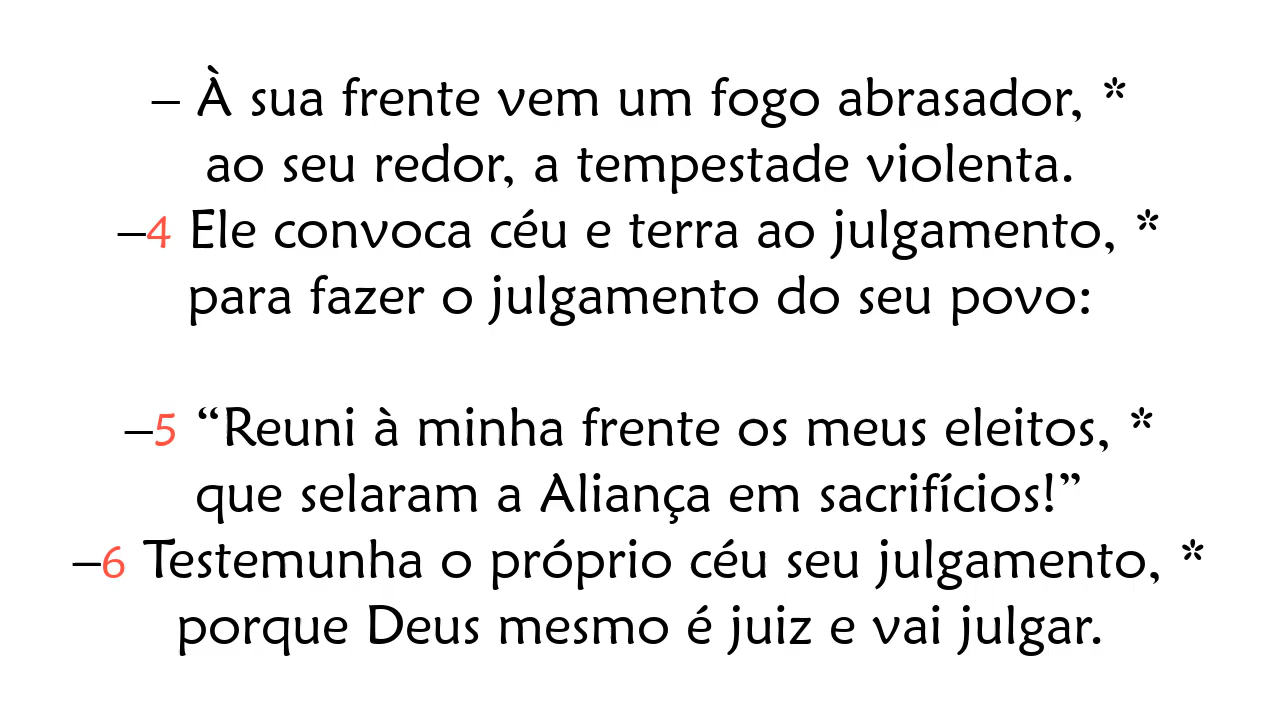 – À sua frente vem um fogo abrasador, *
ao seu redor, a tempestade violenta.
–4 Ele convoca céu e terra ao julgamento, *
para fazer o julgamento do seu povo:
–5 “Reuni à minha frente os meus eleitos, *
que selaram a Aliança em sacrifícios!”
–6 Testemunha o próprio céu seu julgamento, *
porque Deus mesmo é juiz e vai julgar.